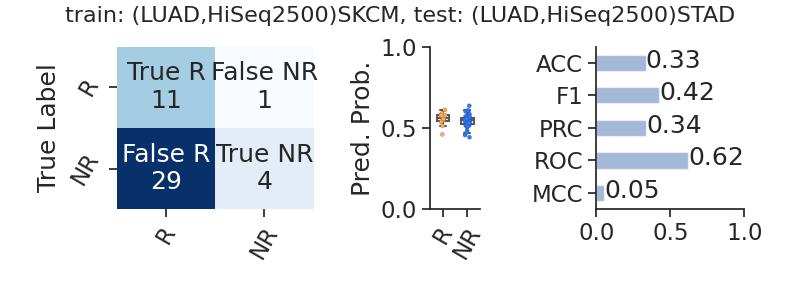 train: (LUAD,HiSeq2500)SKCM, test: (LUAD,HiSeq2500)STAD
True Label
R
NR
True R
11
False NR
1
False R
29
True NR
4
R
NR
Pred. Prob.
1.0
0.5
0.0
R
NR
ACC
F1
PRC
ROC
MCC
0.33
0.42
0.34
0.62
0.05
0.0
0.5
1.0